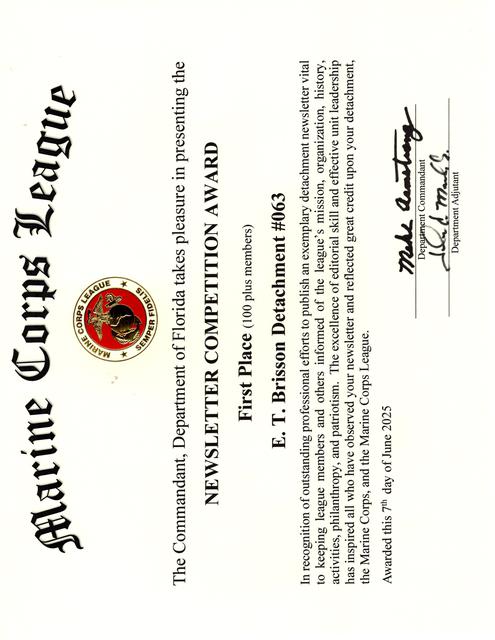 Marine Corps League
MARINE CORPS LEAGUE
SEMPER FIDELIS
The Commandant, Department of Florida takes pleasure in presenting the
NEWSLETTER COMPETITION AWARD
First Place (100 plus members)
E. T. Brisson Detachment #063
In recognition of outstanding professional efforts to publish an exemplary detachment newsletter vital
to keeping league members and others informed of the league's mission, organization, history,
activities, philanthropy, and patriotism. The excellence of editorial skill and effective unit leadership
has inspired all who have observed your newsletter and reflected great credit upon your detachment,
the Marine Corps, and the Marine Corps League.
Awarded this 7th day of June 2025
Mike Armstrong
Department Commandant
Department Adjutant